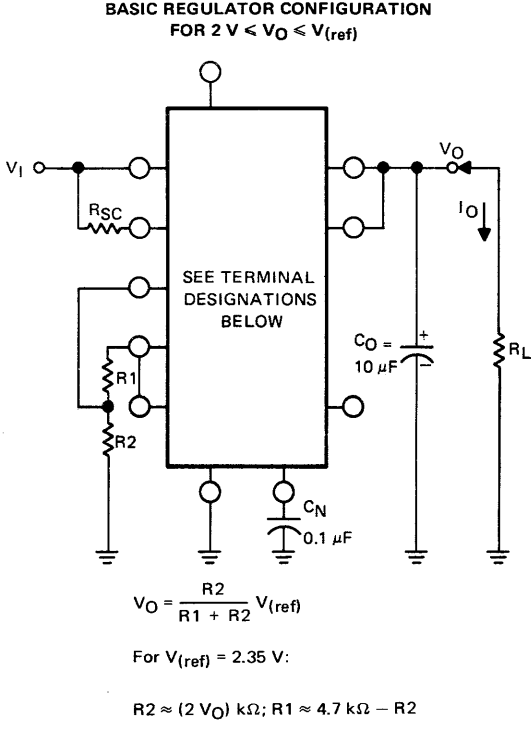 BASIC REGULATOR CONFIGURATION
FOR 2 V ≤ VO ≤ V(ref)
VI
RSC
VO
IO
SEE TERMINAL
DESIGNATIONS
BELOW
CO =
10 μF
+
−
RL
R1
R2
CN
0.1 μF
VO = R2 / (R1 + R2) V(ref)
For V(ref) = 2.35 V:
R2 ≈ (2 VO) kΩ; R1 ≈ 4.7 kΩ − R2